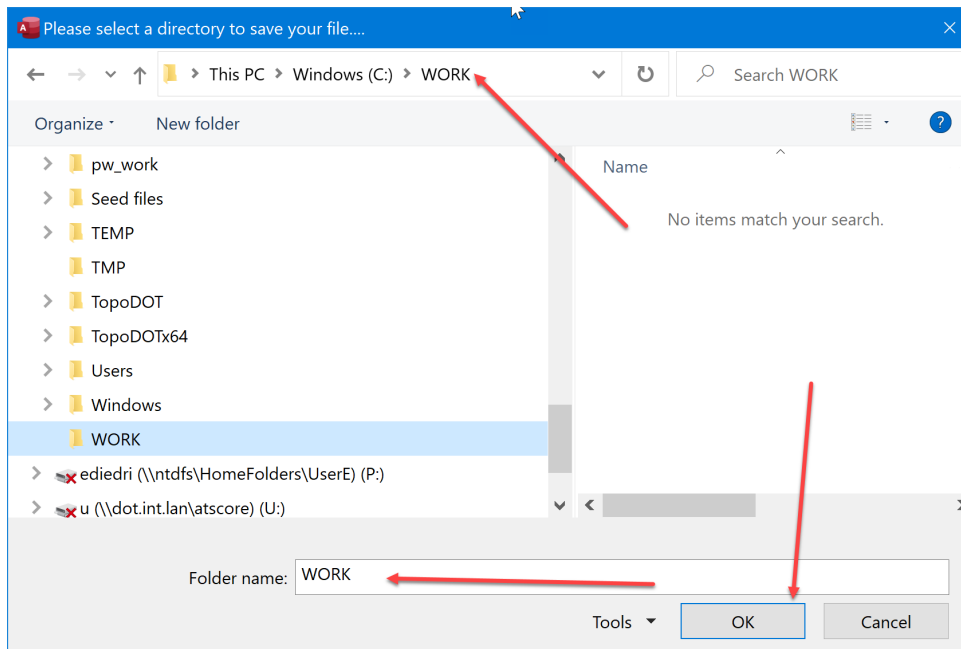 Please select a directory to save your file....
This PC > Windows (C:) > WORK
Search WORK
Organize
New folder
?
pw_work
Seed files
TEMP
TMP
TopoDOT
TopoDOTx64
Users
Windows
WORK
ediedri (\\ntdfs\HomeFolders\UserE) (P:)
u (\\dot.int.lan\atscore) (U:)
Name
No items match your search.
Folder name: WORK
Tools
OK
Cancel